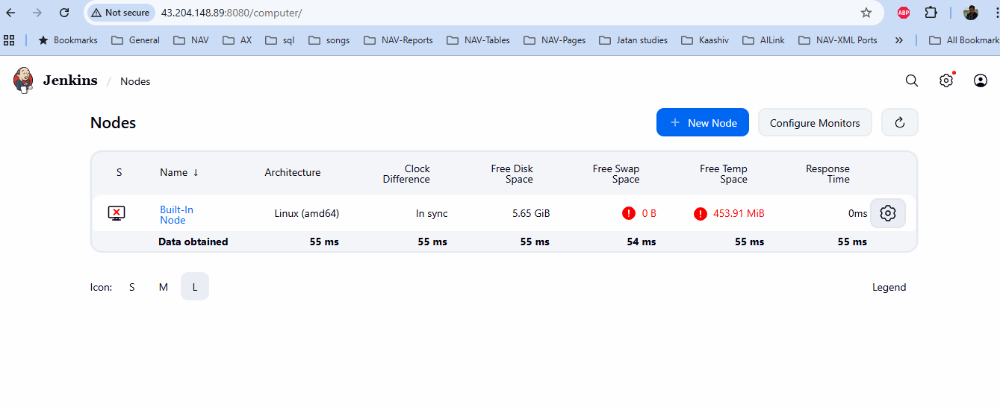 Not secure 43.204.148.89:8080/computer/ ABP
Bookmarks General NAV AX sql songs NAV-Reports NAV-Tables NAV-Pages Jatan studies Kaashiv AILink NAV-XML Ports » All Bookmark
Jenkins / Nodes
Nodes
+ New Node Configure Monitors
S Name ↓ Architecture Clock Difference Free Disk Space Free Swap Space Free Temp Space Response Time
Built-In Node Linux (amd64) In sync 5.65 GiB 0 B 453.91 MiB 0ms
Data obtained 55 ms 55 ms 55 ms 54 ms 55 ms 55 ms
Icon: S M L Legend